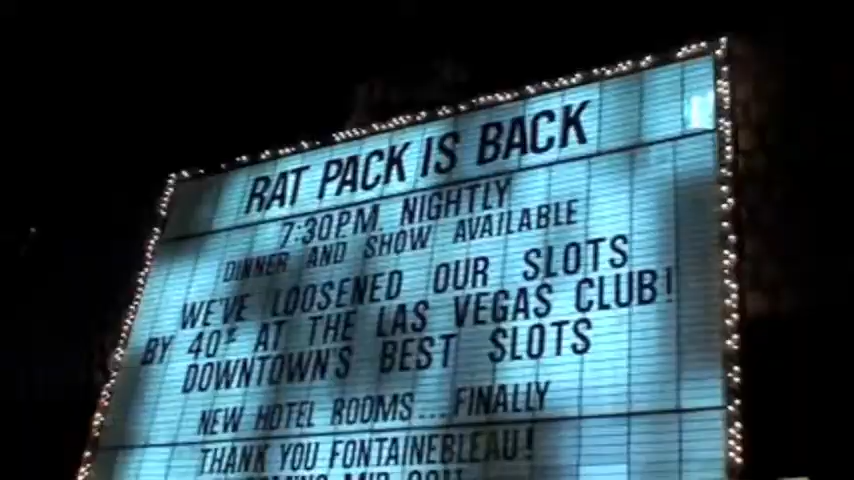 RAT PACK IS BACK
7:30PM NIGHTLY
DINNER AND SHOW AVAILABLE
WE'VE LOOSENED OUR SLOTS
BY 40% AT THE LAS VEGAS CLUB!
DOWNTOWN'S BEST SLOTS
NEW HOTEL ROOMS...FINALLY
THANK YOU FONTAINEBLEAU!